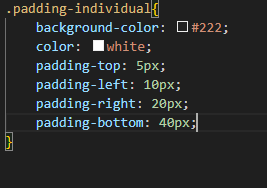 .padding-individual{
background-color: #222;
color: white;
padding-top: 5px;
padding-left: 10px;
padding-right: 20px;
padding-bottom: 40px;
}